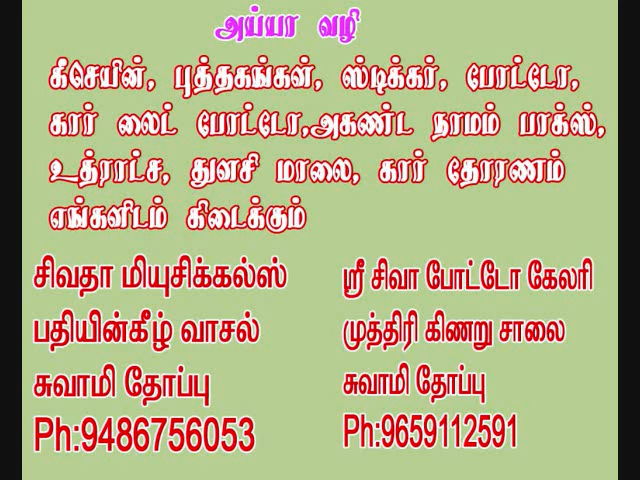 அய்யா வழி
கீசெயின், புத்தகங்கள், ஸ்டிக்கர், போட்டோ,
கார் லைட் போட்டோ,அகண்ட நாமம் பாக்ஸ்,
உத்ராட்ச, துளசி மாலை, கார் தோரணம்
எங்களிடம் கிடைக்கும்
சிவதா மியுசிக்கல்ஸ்
பதியின்கீழ் வாசல்
சுவாமி தோப்பு
Ph:9486756053
ஸ்ரீ சிவா போட்டோ கேலரி
முத்திரி கிணறு சாலை
சுவாமி தோப்பு
Ph:9659112591